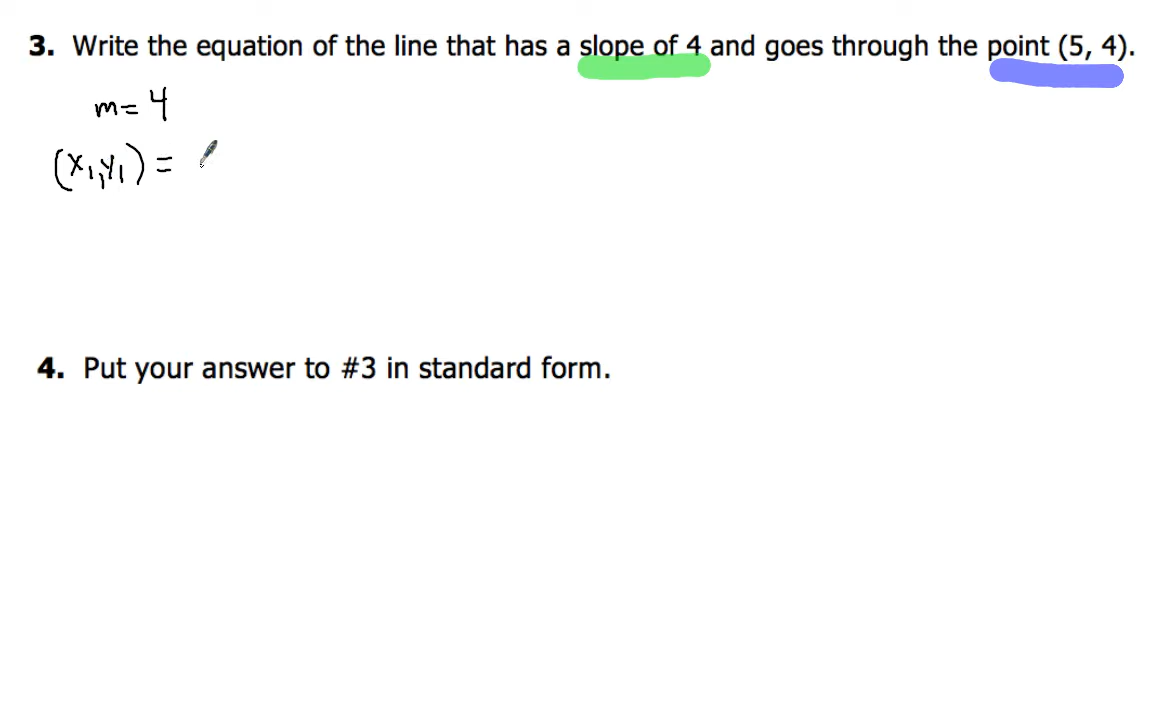 3. Write the equation of the line that has a slope of 4 and goes through the point (5, 4).
m = 4
(x₁, y₁) =
4. Put your answer to #3 in standard form.